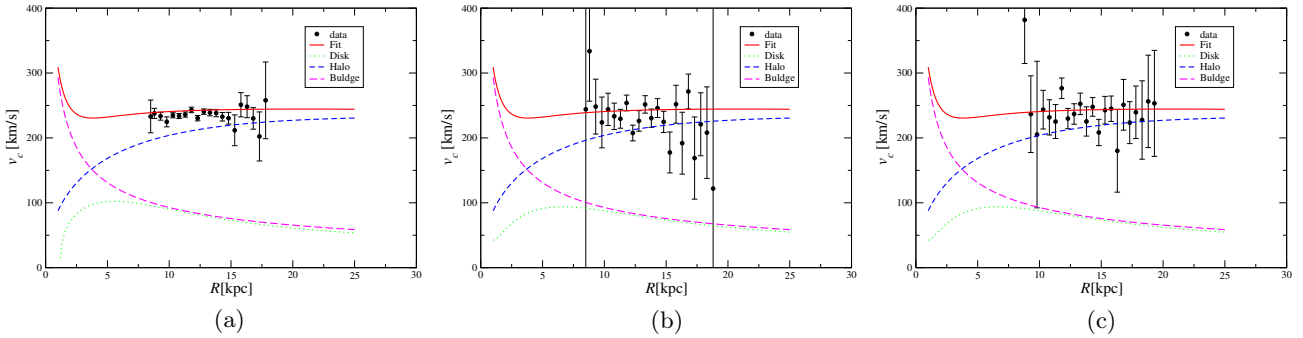 400
300
200
100
0
v_c [km/s]
data
Fit
Disk
Halo
Buldge
0 5 10 15 20 25 30
R[kpc]
(a)
400
300
200
100
0
v_c [km/s]
data
Fit
Disk
Halo
Buldge
0 5 10 15 20 25 30
R[kpc]
(b)
400
300
200
100
0
v_c [km/s]
data
Fit
Disk
Halo
Buldge
0 5 10 15 20 25 30
R[kpc]
(c)